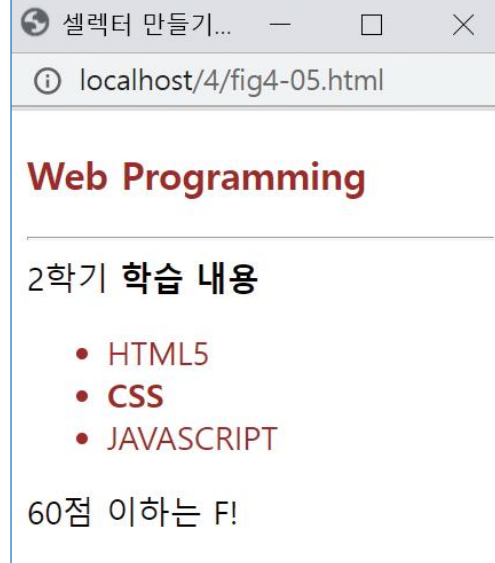 셀렉터 만들기...
localhost/4/fig4-05.html
Web Programming
2학기 학습 내용
• HTML5
• CSS
• JAVASCRIPT
60점 이하는 F!